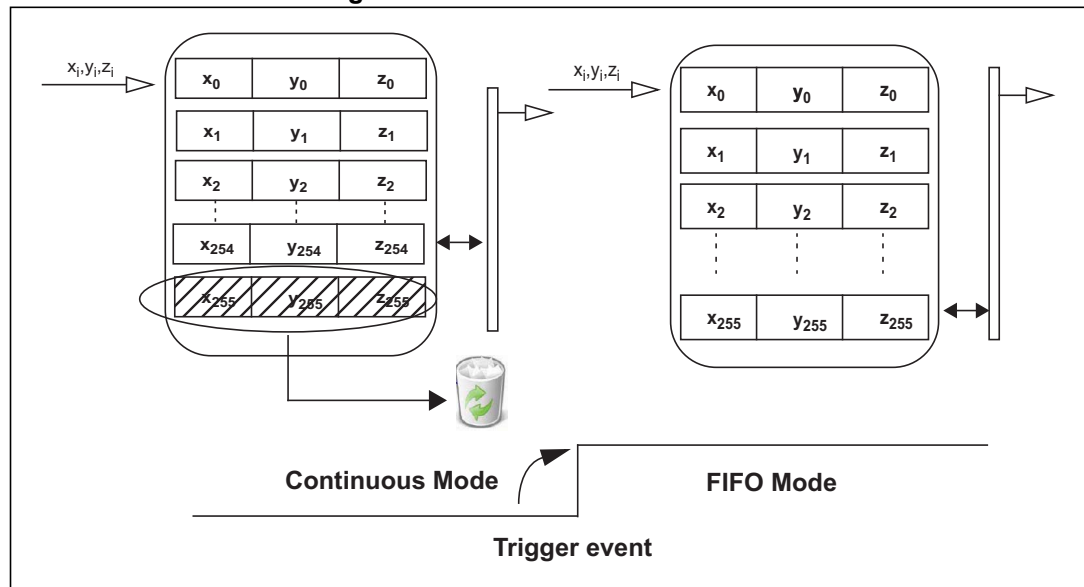 xᵢ,yᵢ,zᵢ
x₀ y₀ z₀
x₁ y₁ z₁
x₂ y₂ z₂
x₂₅₄ y₂₅₄ z₂₅₄
x₂₅₅ y₂₅₅ z₂₅₅
xᵢ,yᵢ,zᵢ
x₀ y₀ z₀
x₁ y₁ z₁
x₂ y₂ z₂
x₂₅₅ y₂₅₅ z₂₅₅
Continuous Mode
FIFO Mode
Trigger event